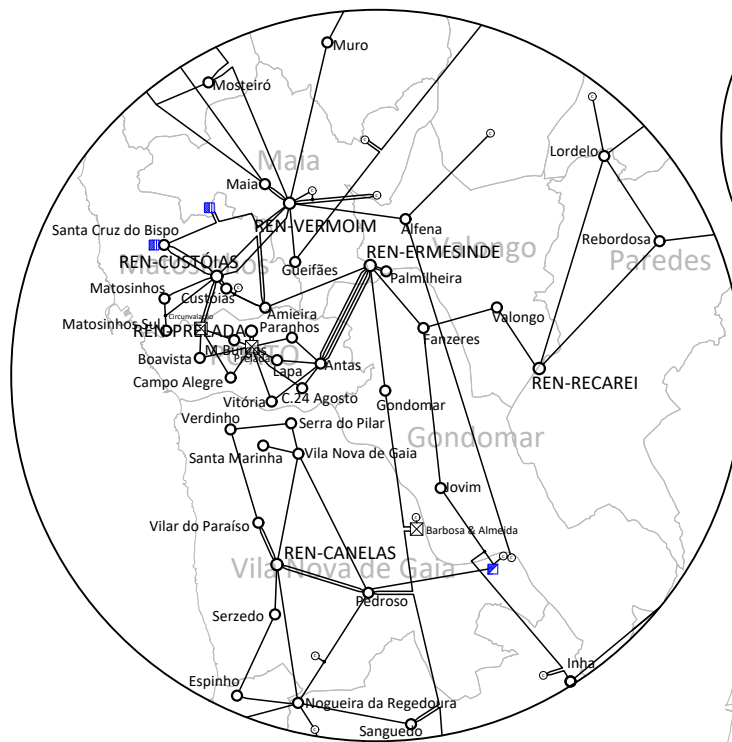 Muro
Mosteiró
Lordelo
Maia
Maia
Santa Cruz do Bispo
REN-VERMOIM
Alfena
Rebordosa
REN-CUSTÓIAS
Matosinhos
Gueifães
REN-ERMESINDE
Valongo
Palmilheira
Paredes
Matosinhos
Custóias
Amieira
Valongo
Circunvalação
Matosinhos Sul
REN-PRELADA
Paranhos
Fanzeres
M. Burgos
Prelada
PORTO
Boavista
Lapa
Antas
REN-RECAREI
Campo Alegre
C.24 Agosto
Gondomar
Vitória
Verdinho
Serra do Pilar
Gondomar
Santa Marinha
Vila Nova de Gaia
Jovim
Vilar do Paraíso
Barbosa & Almeida
REN-CANELAS
Vila Nova de Gaia
Pedroso
Serzedo
Inha
Espinho
Nogueira da Regedoura
Sanguedo